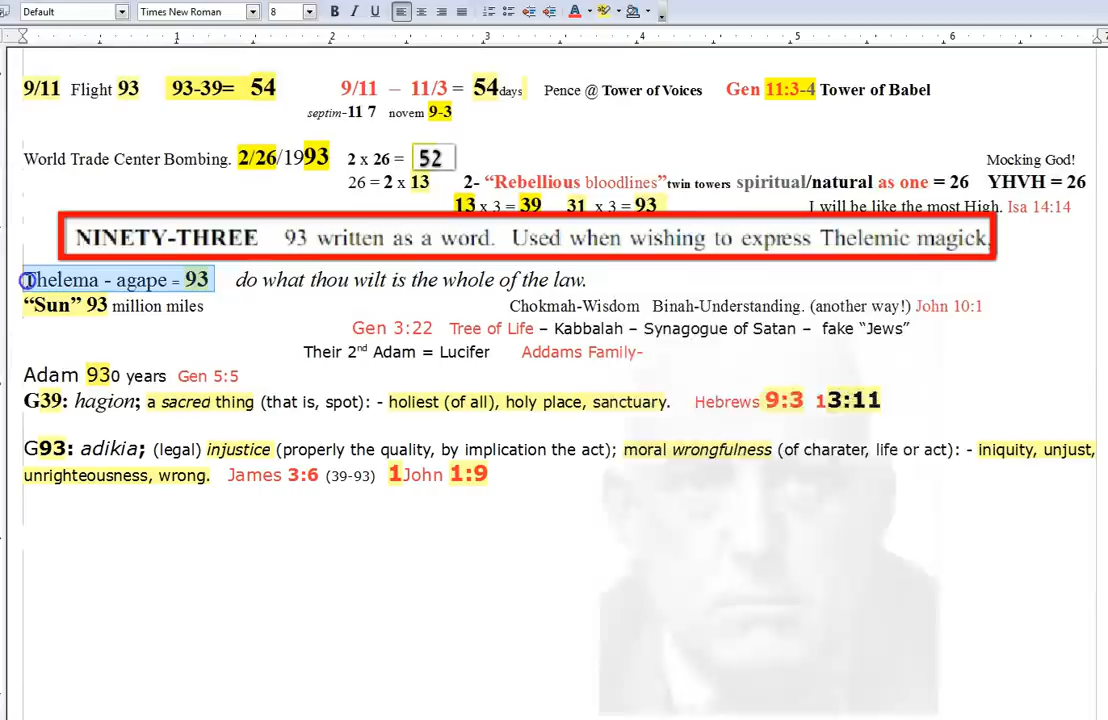 Default Times New Roman 8 B I U
1 2 3 4 5 6 7
9/11 Flight 93 93-39= 54 9/11 – 11/3 = 54days Pence @ Tower of Voices Gen 11:3-4 Tower of Babel
septim-11 7 novem 9-3
World Trade Center Bombing. 2/26/1993 2 x 26 = 52 Mocking God!
26 = 2 x 13 2- “Rebellious bloodlines”twin towers spiritual/natural as one = 26 YHVH = 26
13 x 3 = 39 31 x 3 = 93 I will be like the most High. Isa 14:14
NINETY-THREE 93 written as a word. Used when wishing to express Thelemic magick,
Thelema - agape = 93 do what thou wilt is the whole of the law.
“Sun” 93 million miles Chokmah-Wisdom Binah-Understanding. (another way!) John 10:1
Gen 3:22 Tree of Life – Kabbalah – Synagogue of Satan – fake “Jews”
Their 2nd Adam = Lucifer Addams Family-
Adam 930 years Gen 5:5
G39: hagion; a sacred thing (that is, spot): - holiest (of all), holy place, sanctuary. Hebrews 9:3 13:11
G93: adikia; (legal) injustice (properly the quality, by implication the act); moral wrongfulness (of charater, life or act): - iniquity, unjust,
unrighteousness, wrong. James 3:6 (39-93) 1John 1:9